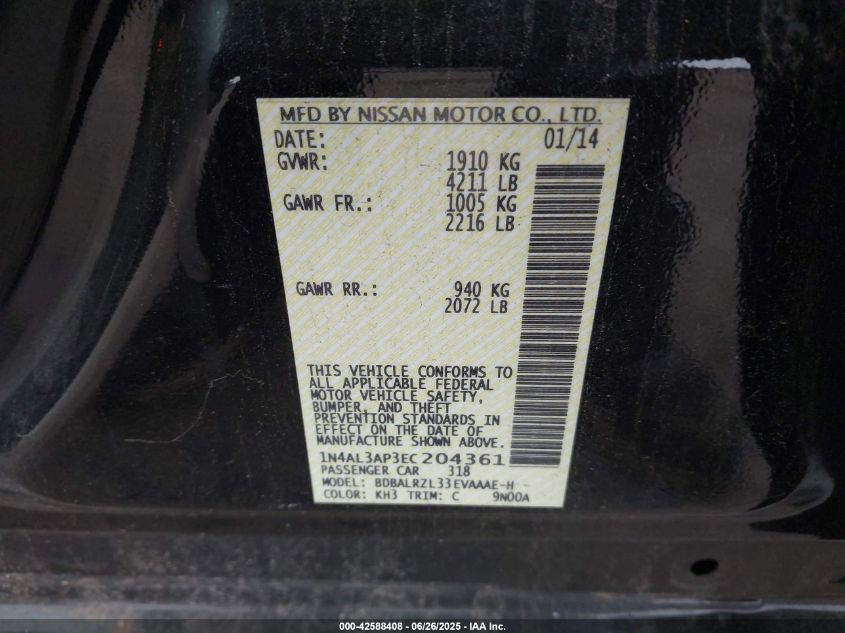 MFD BY NISSAN MOTOR CO., LTD.
DATE: 01/14
GVWR: 1910 KG
4211 LB
GAWR FR.: 1005 KG
2216 LB
GAWR RR.: 940 KG
2072 LB
THIS VEHICLE CONFORMS TO
ALL APPLICABLE FEDERAL
MOTOR VEHICLE SAFETY,
BUMPER, AND THEFT
PREVENTION STANDARDS IN
EFFECT ON THE DATE OF
MANUFACTURE SHOWN ABOVE.
1N4AL3AP3EC204361
PASSENGER CAR 318
MODEL: BDBALRZL33EVAAAE-H -
COLOR: KH3 TRIM: C 9N00A
000-42588408 - 06/26/2025 - IAA Inc.